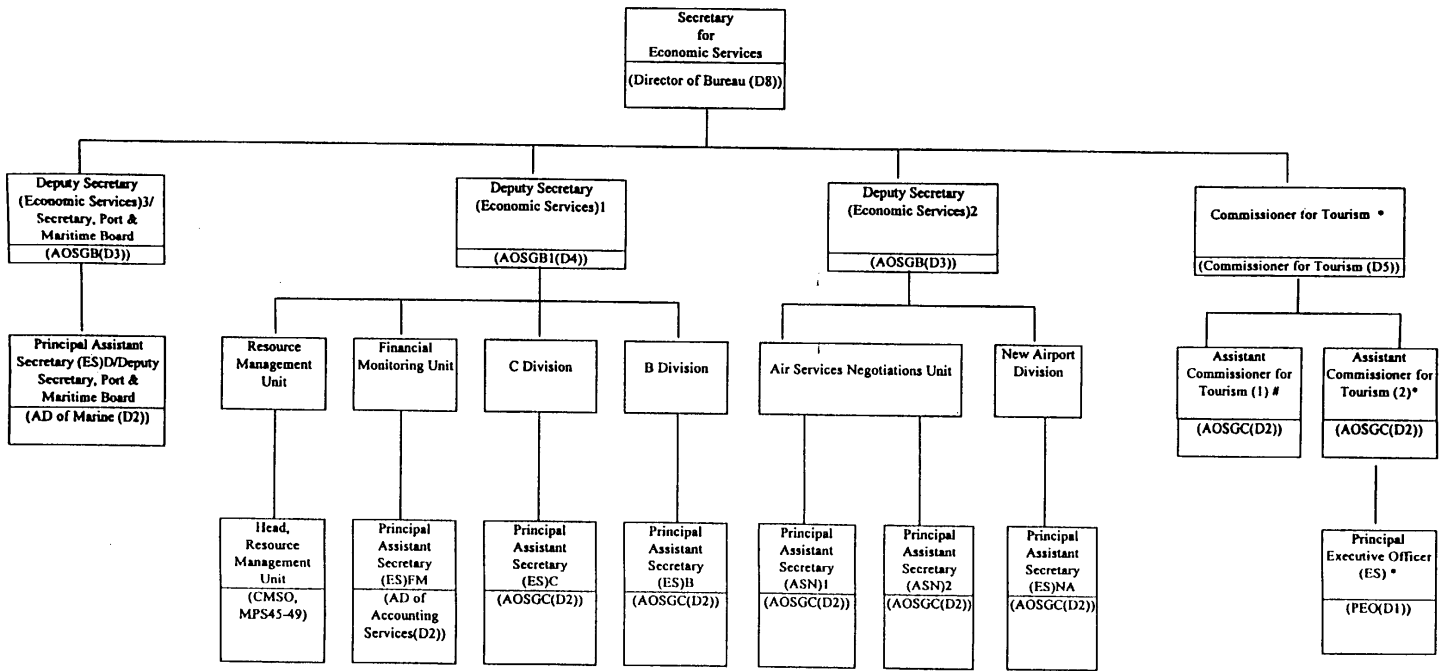 Secretary
for
Economic Services
(Director of Bureau (D8))
Deputy Secretary
(Economic Services)3/
Secretary, Port &
Maritime Board
(AOSGB(D3))
Deputy Secretary
(Economic Services)1
(AOSGB1(D4))
Deputy Secretary
(Economic Services)2
(AOSGB(D3))
Commissioner for Tourism *
(Commissioner for Tourism (D5))
Principal Assistant
Secretary (ES)D/Deputy
Secretary, Port &
Maritime Board
(AD of Marine (D2))
Resource
Management
Unit
Financial
Monitoring Unit
C Division
B Division
Air Services Negotiations Unit
New Airport
Division
Assistant
Commissioner for
Tourism (1) #
(AOSGC(D2))
Assistant
Commissioner for
Tourism (2)*
(AOSGC(D2))
Head,
Resource
Management
Unit
(CMSO,
MPS45-49)
Principal
Assistant
Secretary
(ES)FM
(AD of
Accounting
Services(D2))
Principal
Assistant
Secretary
(ES)C
(AOSGC(D2))
Principal
Assistant
Secretary
(ES)B
(AOSGC(D2))
Principal
Assistant
Secretary
(ASN)1
(AOSGC(D2))
Principal
Assistant
Secretary
(ASN)2
(AOSGC(D2))
Principal
Assistant
Secretary
(ES)NA
(AOSGC(D2))
Principal
Executive Officer
(ES) *
(PEO(D1))